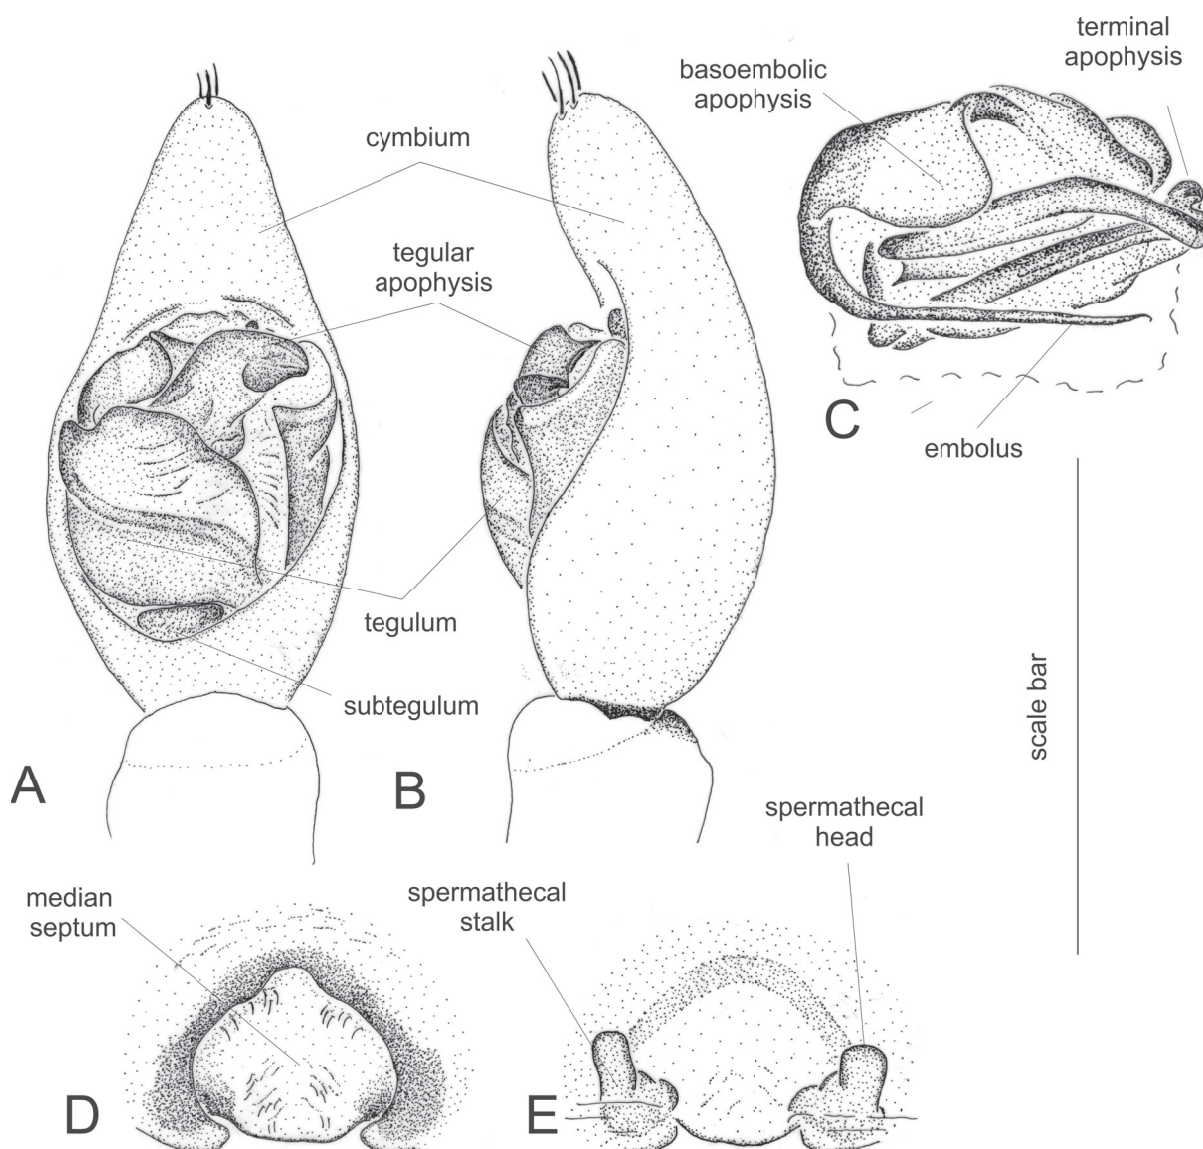 terminal
apophysis
basoembolic
apophysis
cymbium
tegular
apophysis
C
embolus
tegulum
subtegulum
scale bar
A
B
spermathecal
head
median
septum
spermathecal
stalk
D
E